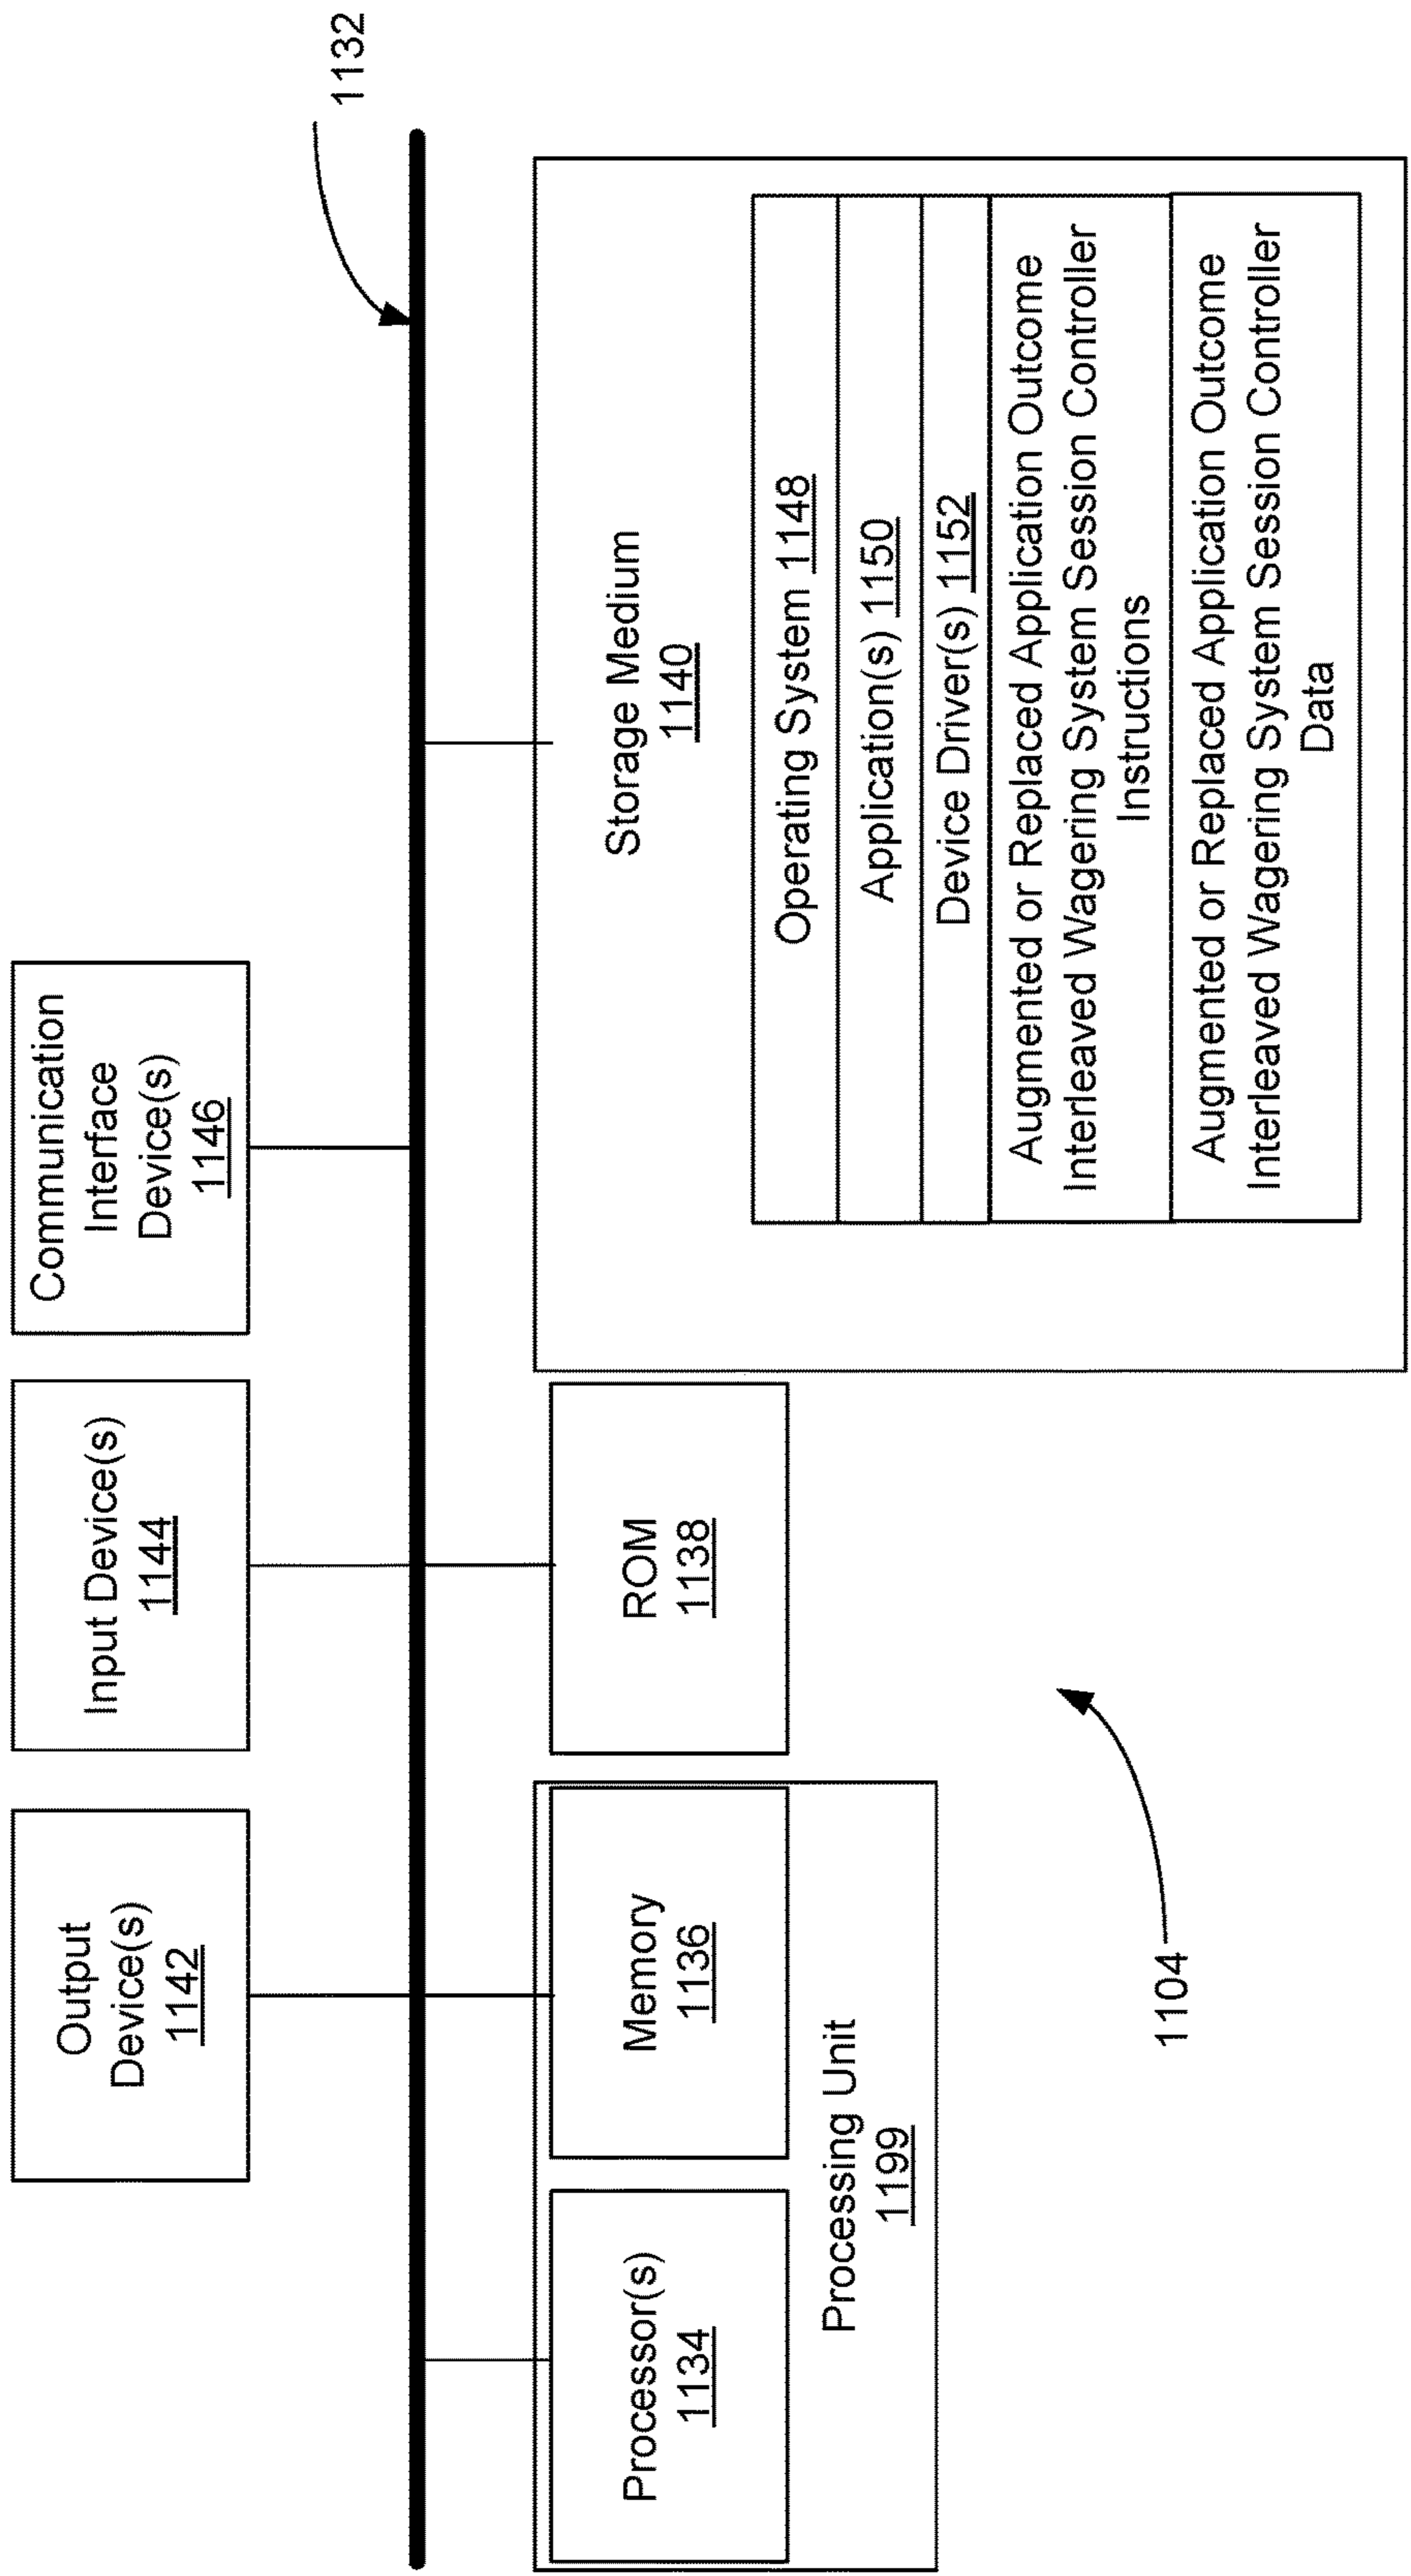 Output
Device(s)
1142
Input Device(s)
1144
Communication
Interface
Device(s)
1146
1132
Processor(s)
1134
Memory
1136
Processing Unit
1199
ROM
1138
Storage Medium
1140
Operating System 1148
Application(s) 1150
Device Driver(s) 1152
Augmented or Replaced Application Outcome
Interleaved Wagering System Session Controller
Instructions
Augmented or Replaced Application Outcome
Interleaved Wagering System Session Controller
Data
1104